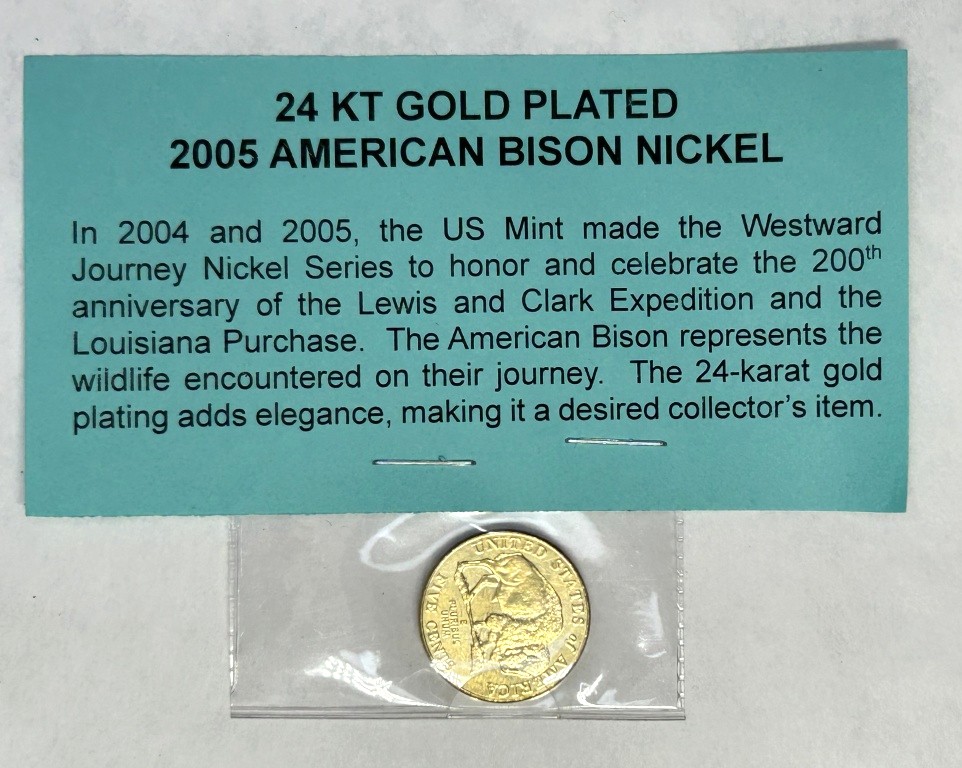 24 KT GOLD PLATED
2005 AMERICAN BISON NICKEL
In 2004 and 2005, the US Mint made the Westward
Journey Nickel Series to honor and celebrate the 200th
anniversary of the Lewis and Clark Expedition and the
Louisiana Purchase. The American Bison represents the
wildlife encountered on their journey. The 24-karat gold
plating adds elegance, making it a desired collector's item.
UNITED STATES of AMERICA
E
PLURIBUS
UNUM
FIVE CENTS